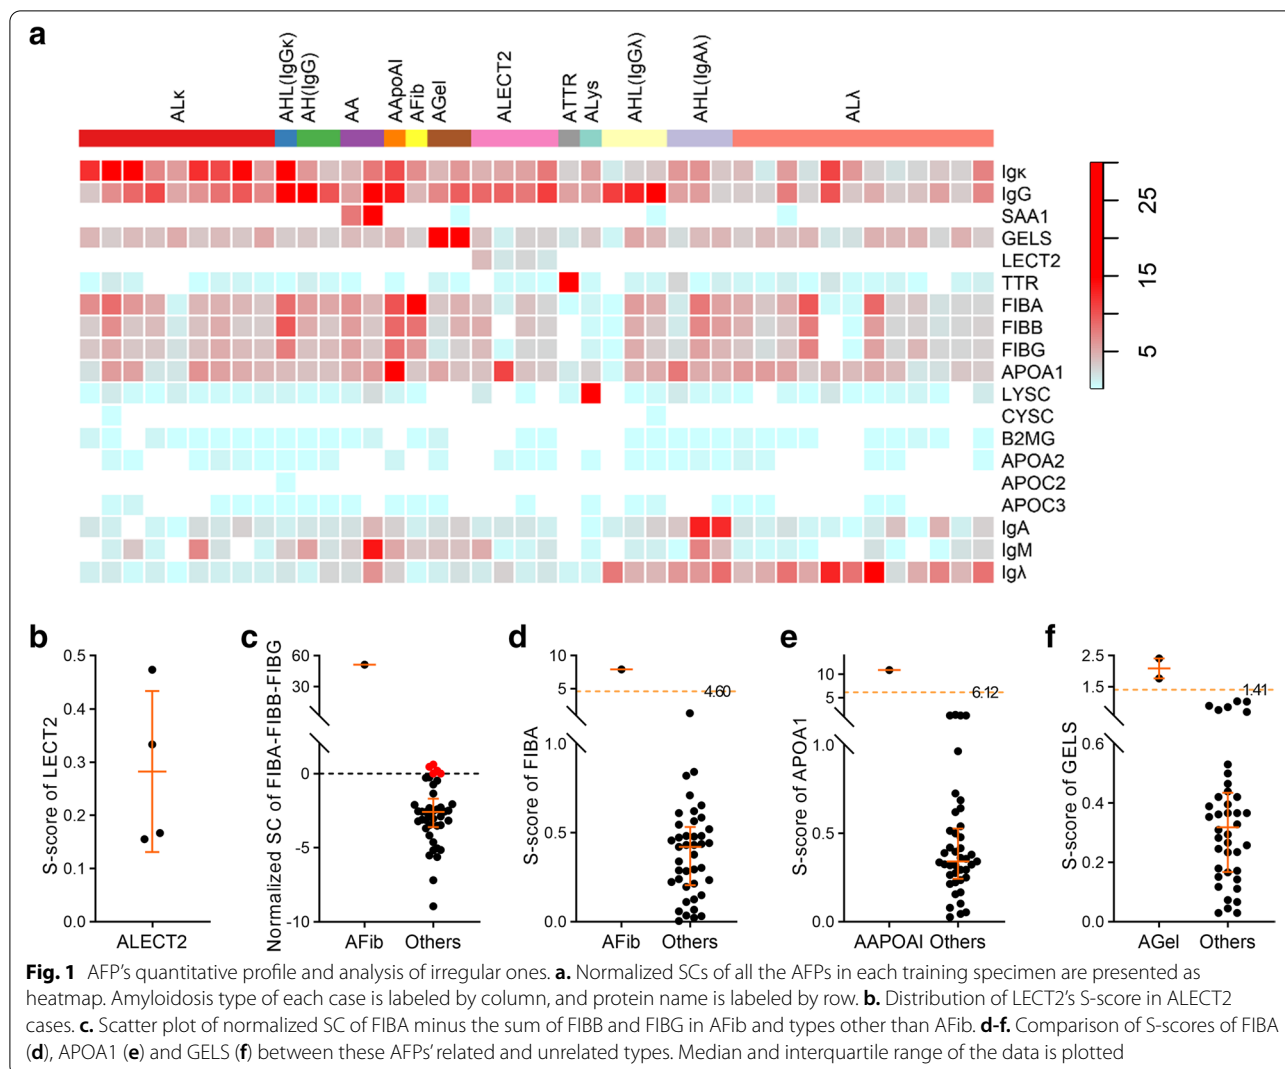 a
ALκ
AHL(IgGκ)
AH(IgG)
AA
AApoAI
AFib
AGel
ALECT2
ATTR
ALys
AHL(IgGλ)
AHL(IgAλ)
ALλ
Igκ
IgG
SAA1
GELS
LECT2
TTR
FIBA
FIBB
FIBG
APOA1
LYSC
CYSC
B2MG
APOA2
APOC2
APOC3
IgA
IgM
Igλ
25
15
5
b
S-score of LECT2
0.5
0.4
0.3
0.2
0.1
0.0
ALECT2
c
Normalized SC of FIBA-FIBB-FIBG
60
30
0
-5
-10
AFib Others
d
S-score of FIBA
10
5
1.0
0.5
0.0
4.60
AFib Others
e
S-score of APOA1
10
5
1.0
0.5
0.0
6.12
AAPOAI Others
f
S-score of GELS
2.5
1.5
0.6
0.4
0.2
0.0
1.41
AGel Others
Fig. 1 AFP's quantitative profile and analysis of irregular ones. a. Normalized SCs of all the AFPs in each training specimen are presented as
heatmap. Amyloidosis type of each case is labeled by column, and protein name is labeled by row. b. Distribution of LECT2's S-score in ALECT2
cases. c. Scatter plot of normalized SC of FIBA minus the sum of FIBB and FIBG in AFib and types other than AFib. d-f. Comparison of S-scores of FIBA
(d), APOA1 (e) and GELS (f) between these AFPs' related and unrelated types. Median and interquartile range of the data is plotted